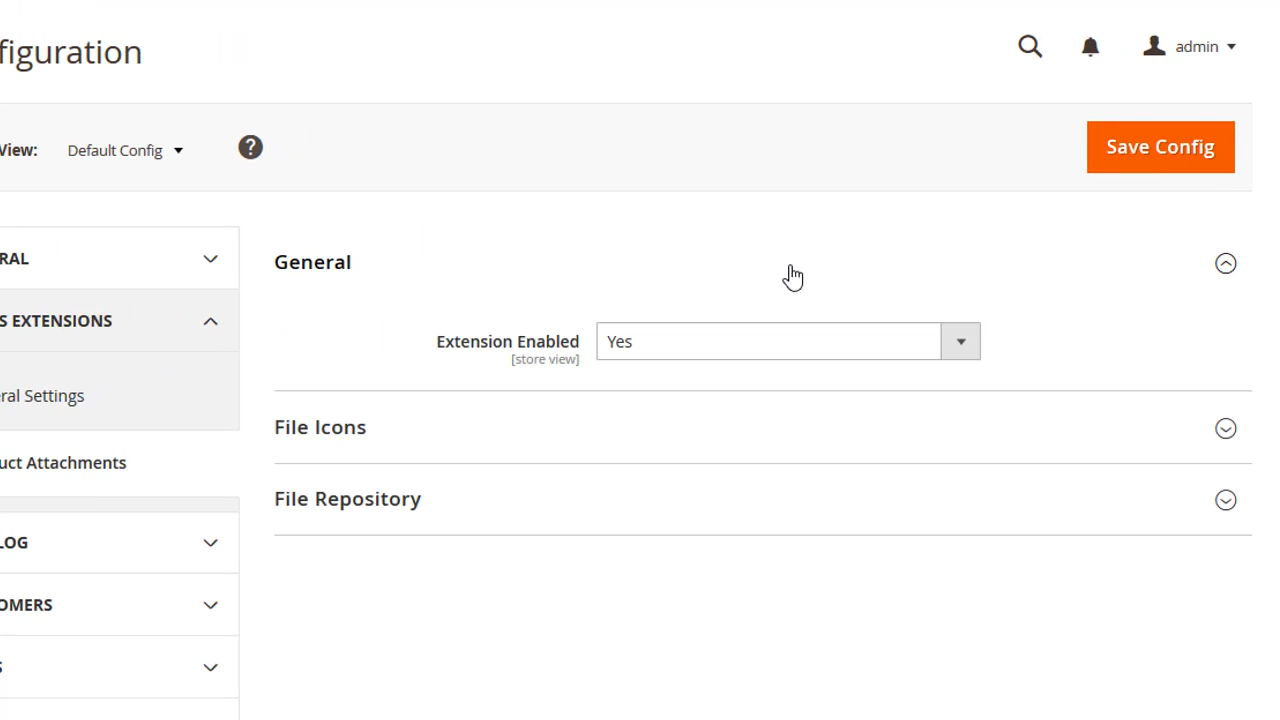 figuration
admin
View: Default Config ?
Save Config
RAL
S EXTENSIONS
eral Settings
uct Attachments
LOG
OMERS
S
General
Extension Enabled Yes
[store view]
File Icons
File Repository